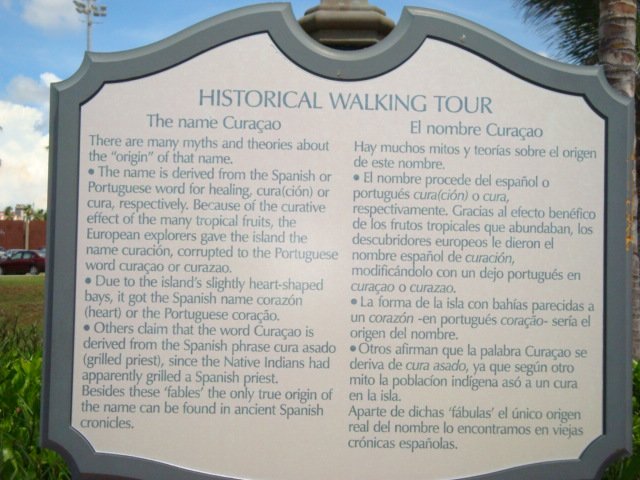 HISTORICAL WALKING TOUR
The name Curaçao
There are many myths and theories about
the “origin” of that name.
• The name is derived from the Spanish or
Portuguese word for healing, cura(ción) or
cura, respectively. Because of the curative
effect of the many tropical fruits, the
European explorers gave the island the
name curación, corrupted to the Portuguese
word curaçao or curazao.
• Due to the island's slightly heart-shaped
bays, it got the Spanish name corazón
(heart) or the Portuguese coração.
• Others claim that the word Curaçao is
derived from the Spanish phrase cura asado
(grilled priest), since the Native Indians had
apparently grilled a Spanish priest.
Besides these ‘fables’ the only true origin of
the name can be found in ancient Spanish
cronicles.
El nombre Curaçao
Hay muchos mitos y teorías sobre el origen
de este nombre.
• El nombre procede del español o
portugués cura(ción) o cura,
respectivamente. Gracias al efecto benéfico
de los frutos tropicales que abundaban, los
descubridores europeos le dieron el
nombre español de curación,
modificándolo con un dejo portugués en
curaçao o curazao.
• La forma de la isla con bahías parecidas a
un corazón -en portugués coração- sería el
origen del nombre.
• Otros afirman que la palabra Curaçao se
deriva de cura asado, ya que según otro
mito la poblacíon indígena asó a un cura
en la isla.
Aparte de dichas ‘fábulas’ el único origen
real del nombre lo encontramos en viejas
crónicas españolas.